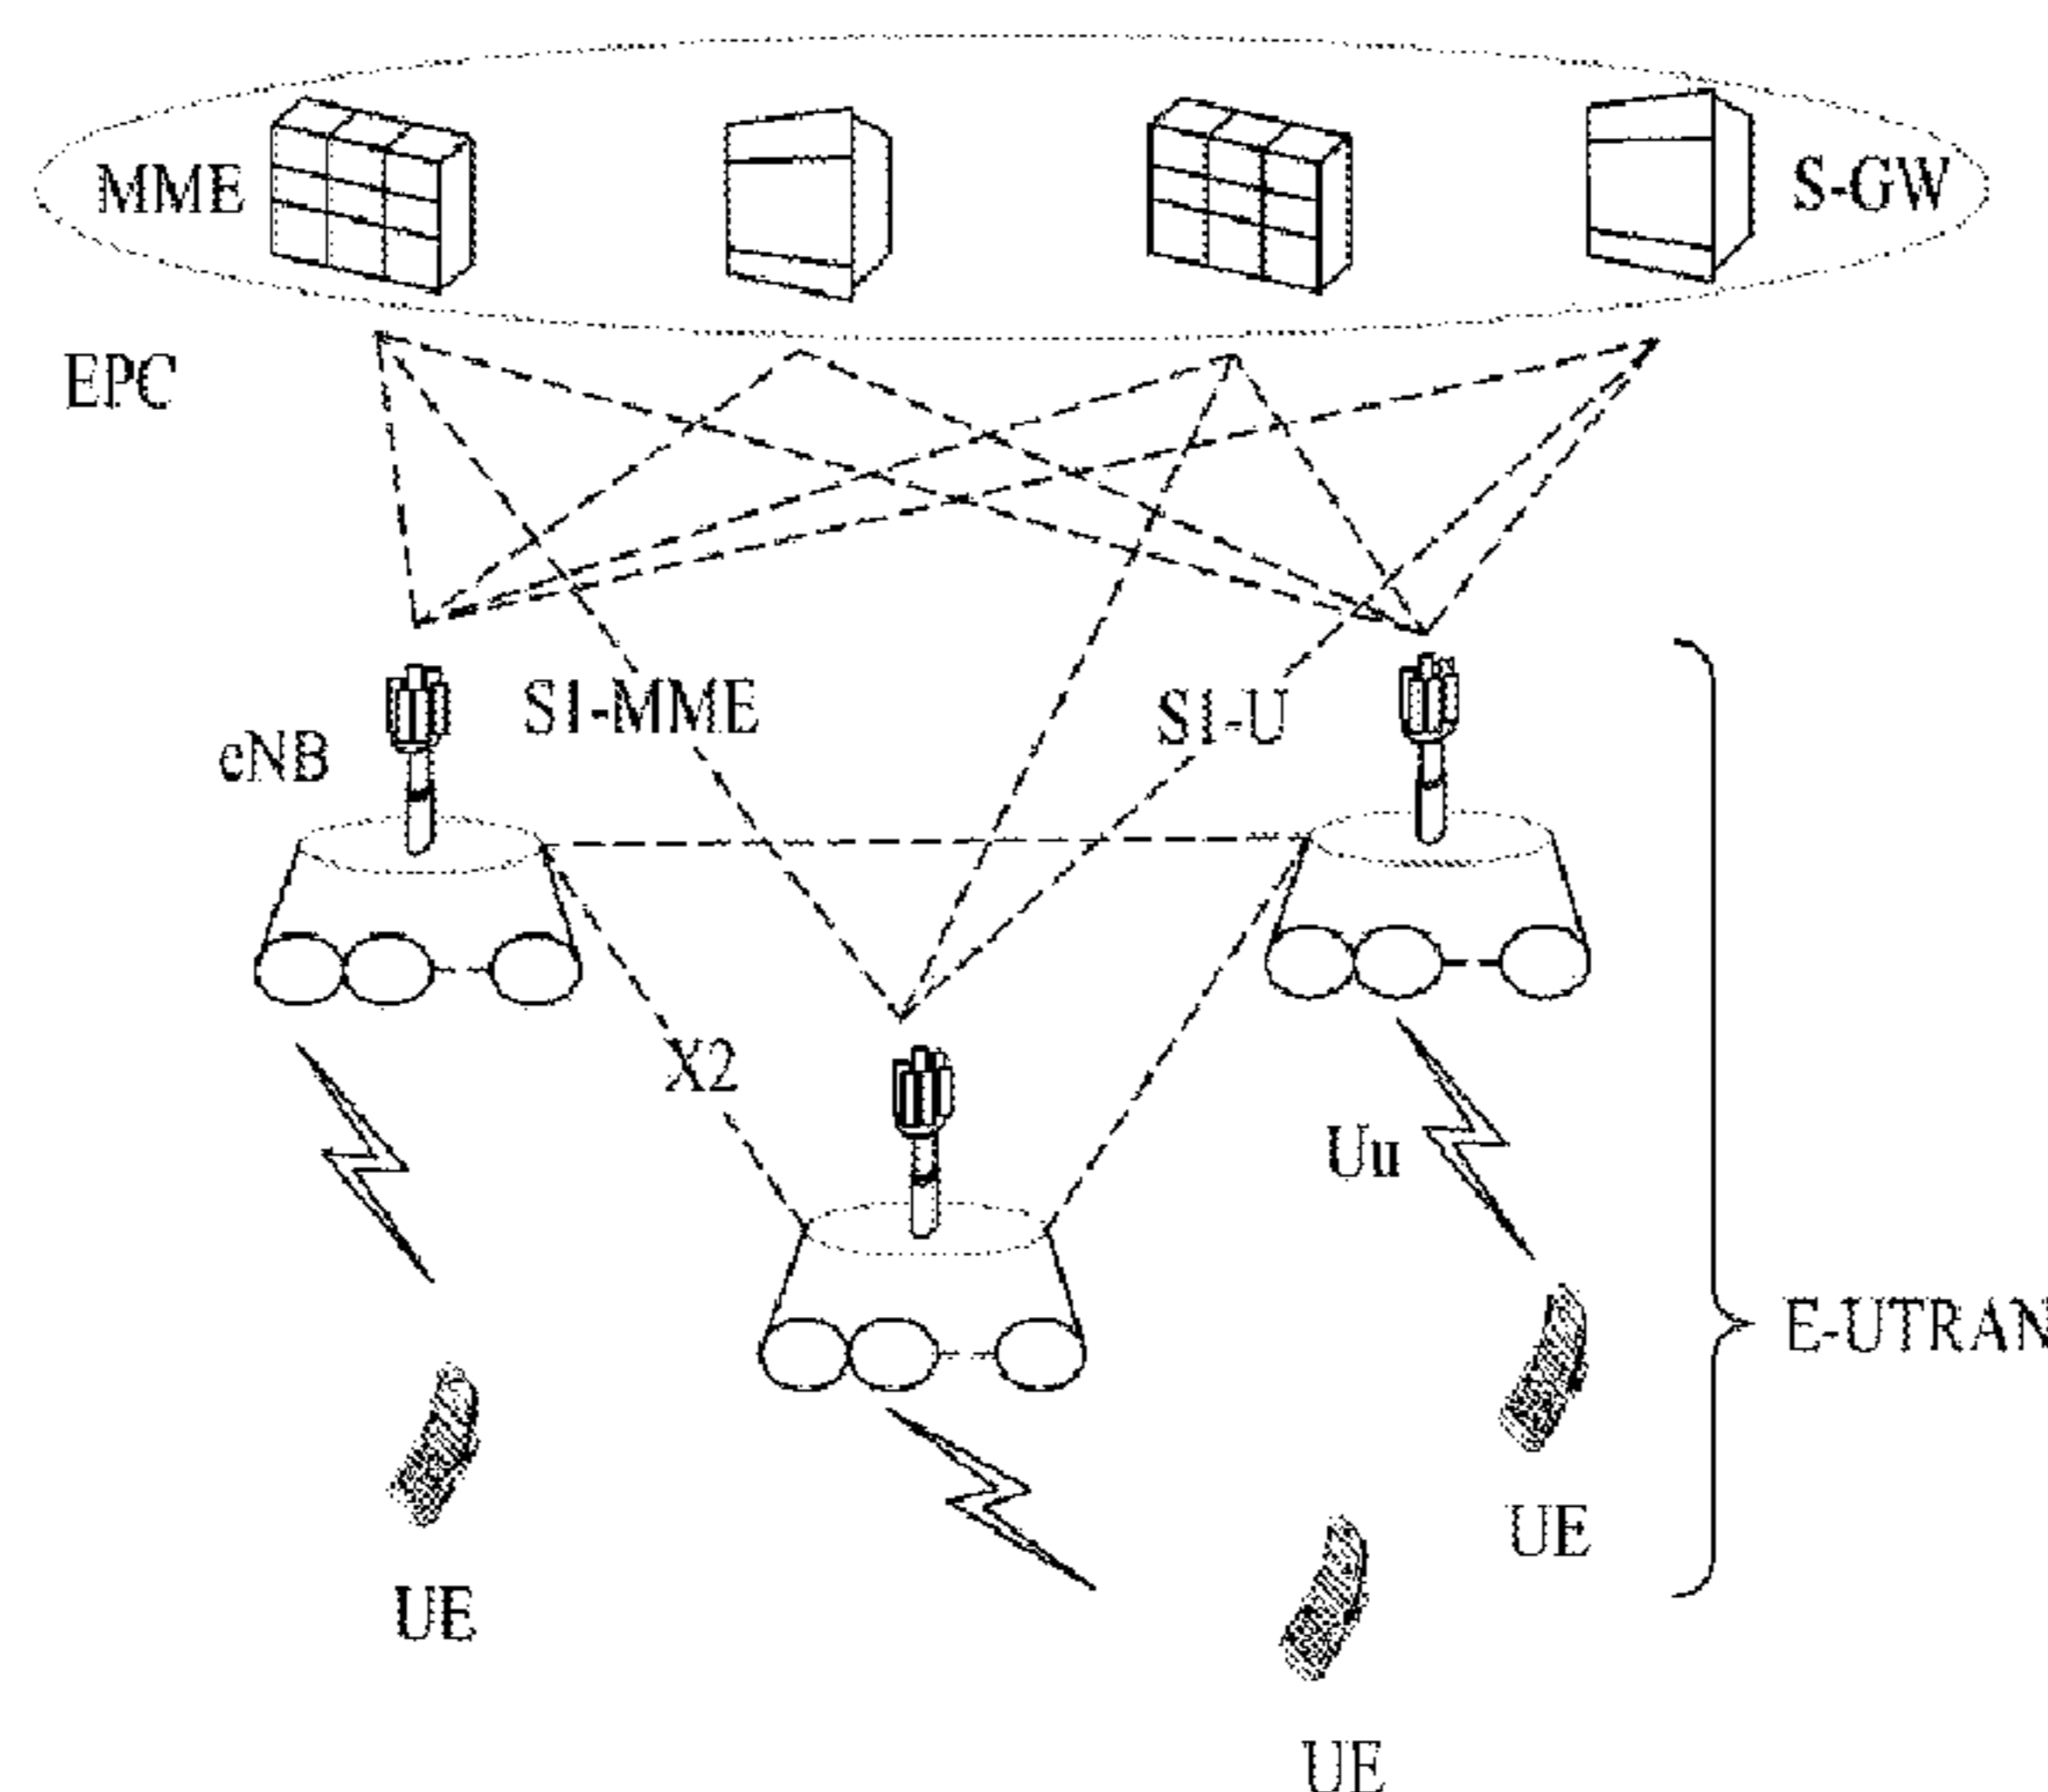 MME
S-GW
EPC
S1-MME
S1-U
eNB
X2
Uu
E-UTRAN
UE
UE
UE